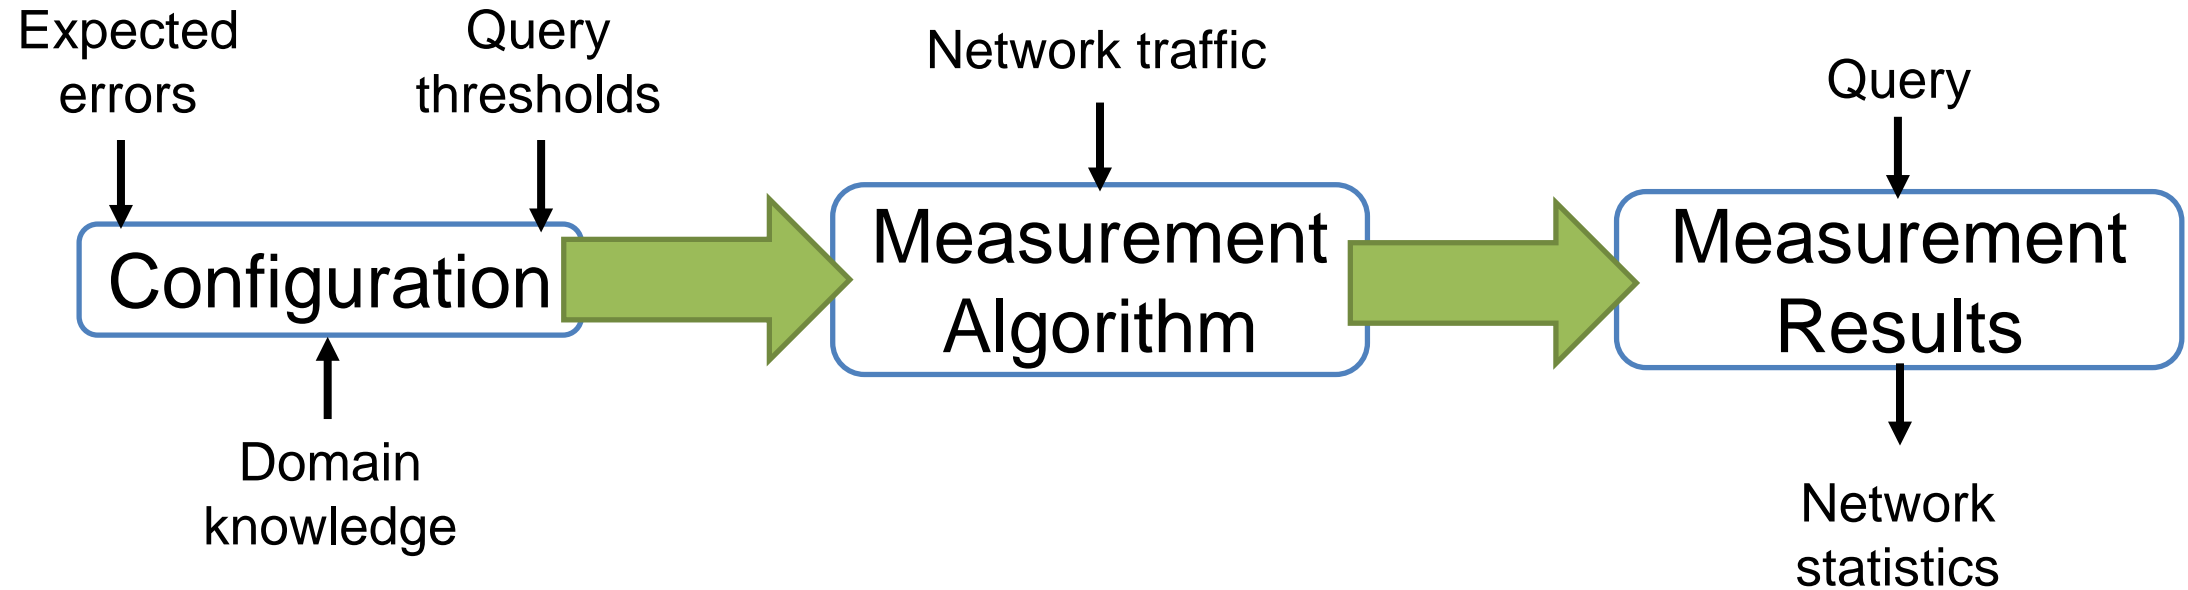 Expected
errors
Query
thresholds
Network traffic
Query
Configuration
Measurement
Algorithm
Measurement
Results
Domain
knowledge
Network
statistics